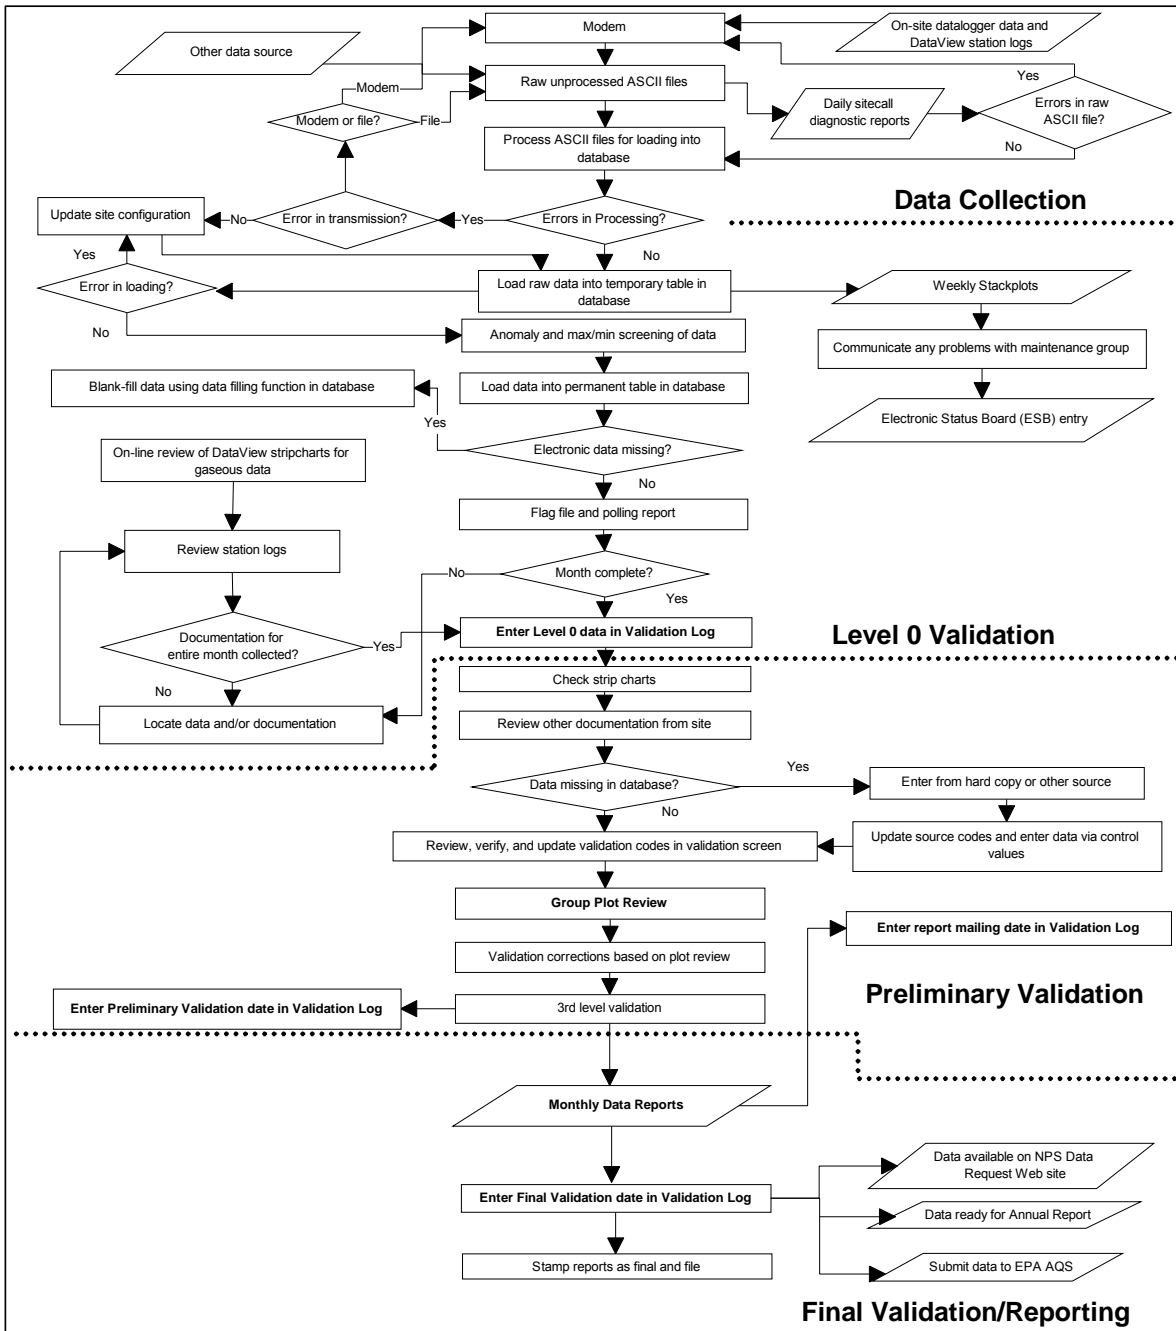 Other data source
Modem
On-site datalogger data and
DataView station logs
Yes
Raw unprocessed ASCII files
Modem
Modem or file?
File
Daily sitecall
diagnostic reports
Errors in raw
ASCII file?
Process ASCII files for loading into
database
No
Data Collection
Update site configuration
No
Error in transmission?
Yes
Errors in Processing?
Yes
No
Error in loading?
Load raw data into temporary table in
database
Weekly Stackplots
No
Anomaly and max/min screening of data
Communicate any problems with maintenance group
Blank-fill data using data filling function in database
Load data into permanent table in database
Yes
Electronic Status Board (ESB) entry
On-line review of DataView stripcharts for
gaseous data
Electronic data missing?
No
Flag file and polling report
Review station logs
No
Month complete?
Yes
Documentation for
entire month collected?
Yes
Enter Level 0 data in Validation Log
Level 0 Validation
No
Check strip charts
Locate data and/or documentation
Review other documentation from site
Yes
Data missing in database?
Enter from hard copy or other source
No
Update source codes and enter data via control
values
Review, verify, and update validation codes in validation screen
Group Plot Review
Enter report mailing date in Validation Log
Validation corrections based on plot review
Preliminary Validation
Enter Preliminary Validation date in Validation Log
3rd level validation
Monthly Data Reports
Data available on NPS Data
Request Web site
Enter Final Validation date in Validation Log
Data ready for Annual Report
Stamp reports as final and file
Submit data to EPA AQS
Final Validation/Reporting